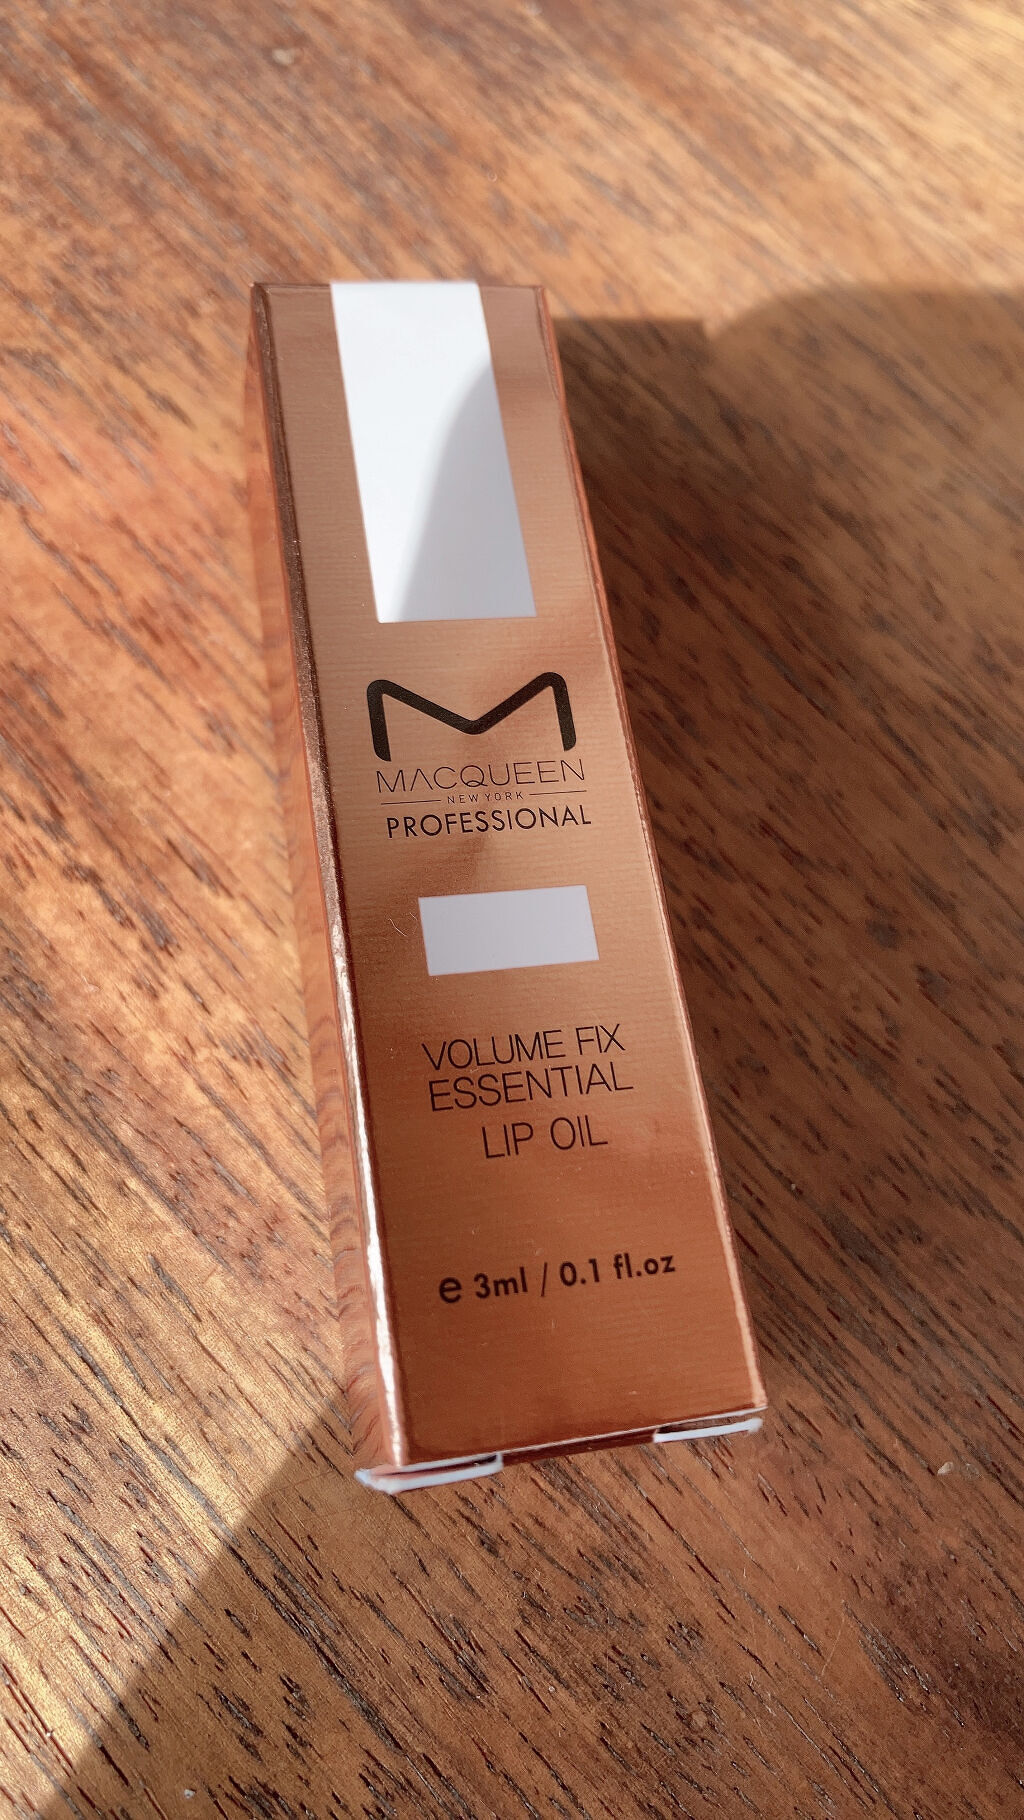 MACQUEEN
NEW YORK
PROFESSIONAL
VOLUME FIX
ESSENTIAL
LIP OIL
e 3ml / 0.1 fl.oz